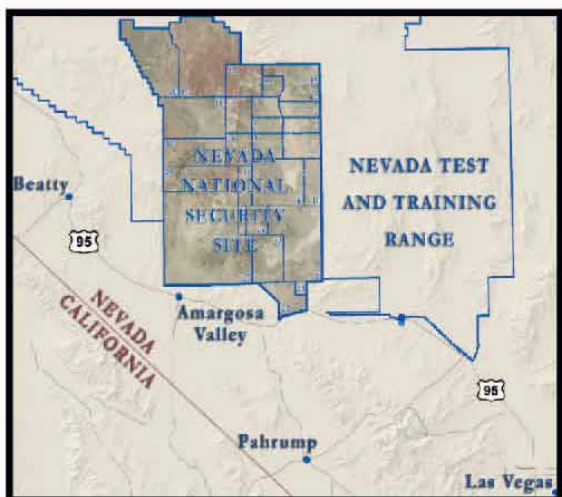 NEVADA
NATIONAL
SECURITY
SITE
NEVADA TEST
AND TRAINING
RANGE
Beatty
95
NEVADA
CALIFORNIA
Amargosa
Valley
95
Pahrump
Las Vegas